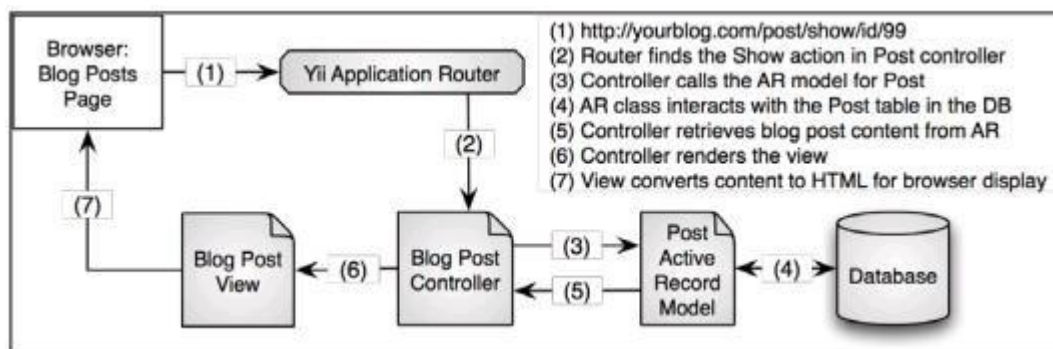 Browser:
Blog Posts
Page
(1)
Yii Application Router
(1) http://yourblog.com/post/show/id/99
(2) Router finds the Show action in Post controller
(3) Controller calls the AR model for Post
(4) AR class interacts with the Post table in the DB
(5) Controller retrieves blog post content from AR
(6) Controller renders the view
(7) View converts content to HTML for browser display
(2)
(7)
Blog Post
View
(6)
Blog Post
Controller
(3)
(5)
Post
Active
Record
Model
(4)
Database